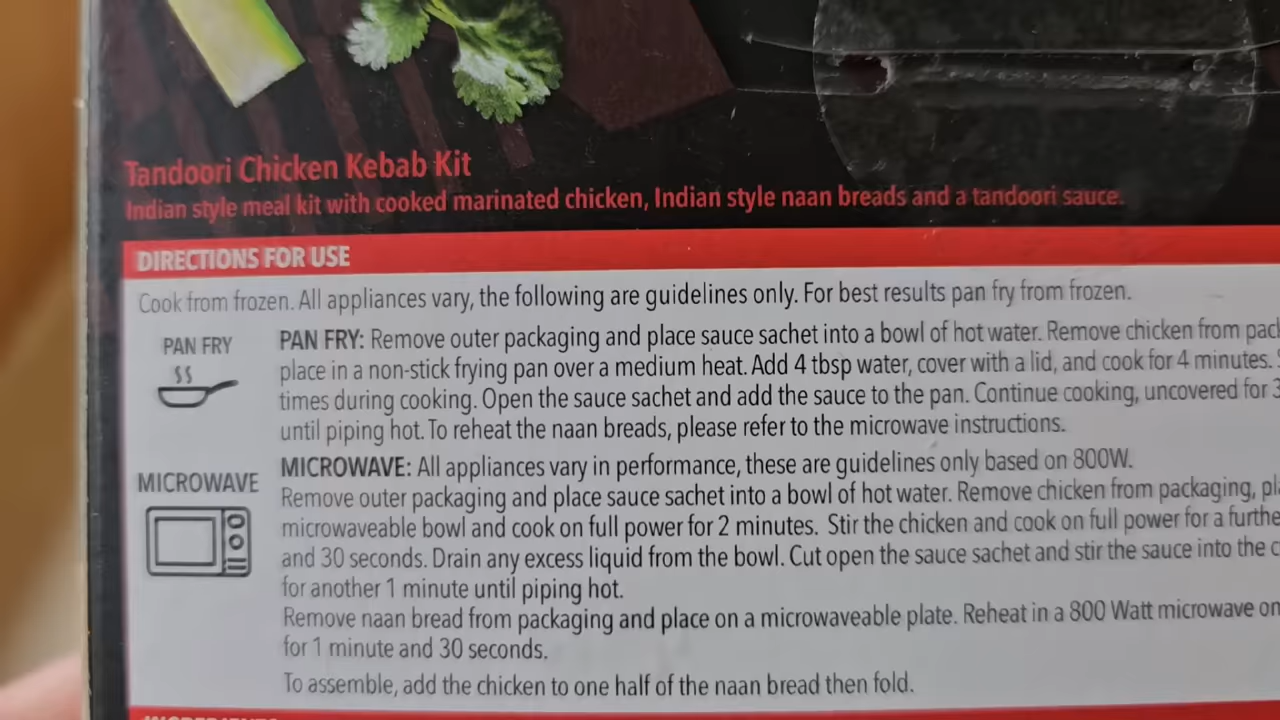 Tandoori Chicken Kebab Kit
Indian style meal kit with cooked marinated chicken, Indian style naan breads and a tandoori sauce.
DIRECTIONS FOR USE
Cook from frozen. All appliances vary, the following are guidelines only. For best results pan fry from frozen.
PAN FRY
PAN FRY: Remove outer packaging and place sauce sachet into a bowl of hot water. Remove chicken from
place in a non-stick frying pan over a medium heat. Add 4 tbsp water, cover with a lid, and cook for 4 minutes.
times during cooking. Open the sauce sachet and add the sauce to the pan. Continue cooking, uncovered for
until piping hot. To reheat the naan breads, please refer to the microwave instructions.
MICROWAVE
MICROWAVE: All appliances vary in performance, these are guidelines only based on 800W.
Remove outer packaging and place sauce sachet into a bowl of hot water. Remove chicken from packaging,
microwaveable bowl and cook on full power for 2 minutes. Stir the chicken and cook on full power for a
and 30 seconds. Drain any excess liquid from the bowl. Cut open the sauce sachet and stir the sauce into the
for another 1 minute until piping hot.
Remove naan bread from packaging and place on a microwaveable plate. Reheat in a 800 Watt microwave on
for 1 minute and 30 seconds.
To assemble, add the chicken to one half of the naan bread then fold.